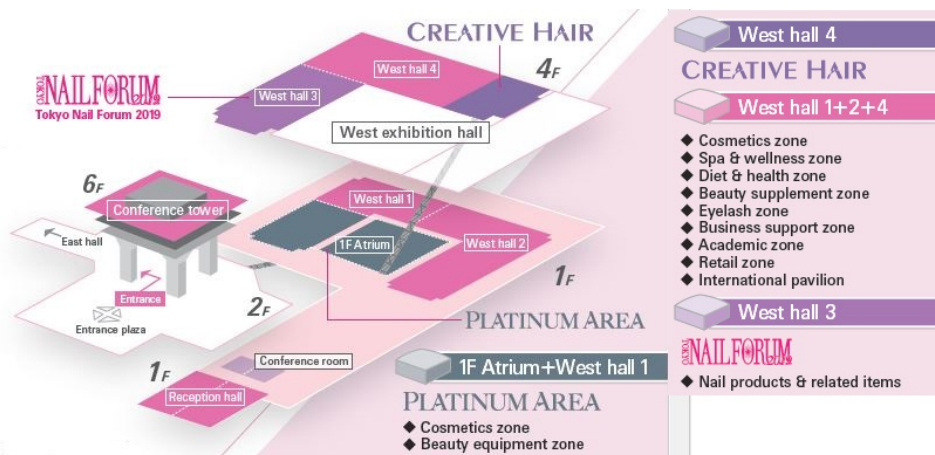 CREATIVE HAIR
4F
West hall 4
West hall 3
TOKYO NAIL FORUM 2019
Tokyo Nail Forum 2019
West exhibition hall
6F
Conference tower
East hall
Entrance
Entrance plaza
2F
West hall 1
1F Atrium
West hall 2
1F
PLATINUM AREA
1F
Conference room
Reception hall
1F Atrium+West hall 1
PLATINUM AREA
◆ Cosmetics zone
◆ Beauty equipment zone
West hall 4
CREATIVE HAIR
West hall 1+2+4
◆ Cosmetics zone
◆ Spa & wellness zone
◆ Diet & health zone
◆ Beauty supplement zone
◆ Eyelash zone
◆ Business support zone
◆ Academic zone
◆ Retail zone
◆ International pavilion
West hall 3
TOKYO NAIL FORUM
◆ Nail products & related items